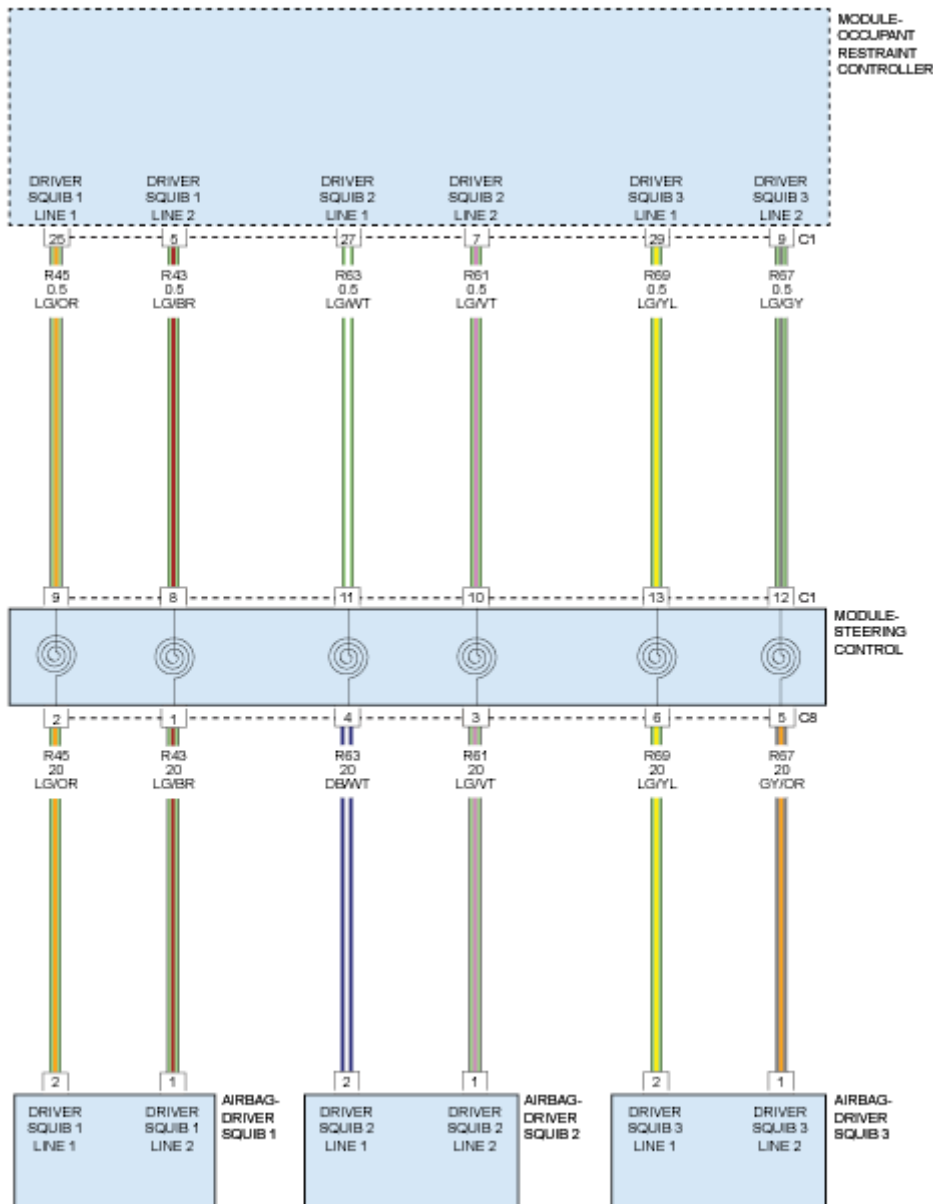 MODULE-
OCCUPANT
RESTRAINT
CONTROLLER
DRIVER DRIVER DRIVER DRIVER DRIVER DRIVER
SQUIB 1 SQUIB 1 SQUIB 2 SQUIB 2 SQUIB 3 SQUIB 3
LINE 1 LINE 2 LINE 1 LINE 2 LINE 1 LINE 2
25 5 27 7 29 9 C1
R45 R43 R63 R61 R69 R67
0.5 0.5 0.5 0.5 0.5 0.5
LG/OR LG/BR LG/WT LG/VT LG/YL LG/GY
9 8 11 10 13 12 C1
MODULE-
STEERING
CONTROL
2 1 4 3 6 5 C8
R45 R43 R63 R61 R69 R67
20 20 20 20 20 20
LG/OR LG/BR DB/WT LG/VT LG/YL GY/OR
2 1 2 1 2 1
DRIVER DRIVER AIRBAG- DRIVER DRIVER AIRBAG- DRIVER DRIVER AIRBAG-
SQUIB 1 SQUIB 1 DRIVER SQUIB 2 SQUIB 2 DRIVER SQUIB 3 SQUIB 3 DRIVER
LINE 1 LINE 2 SQUIB 1 LINE 1 LINE 2 SQUIB 2 LINE 1 LINE 2 SQUIB 3